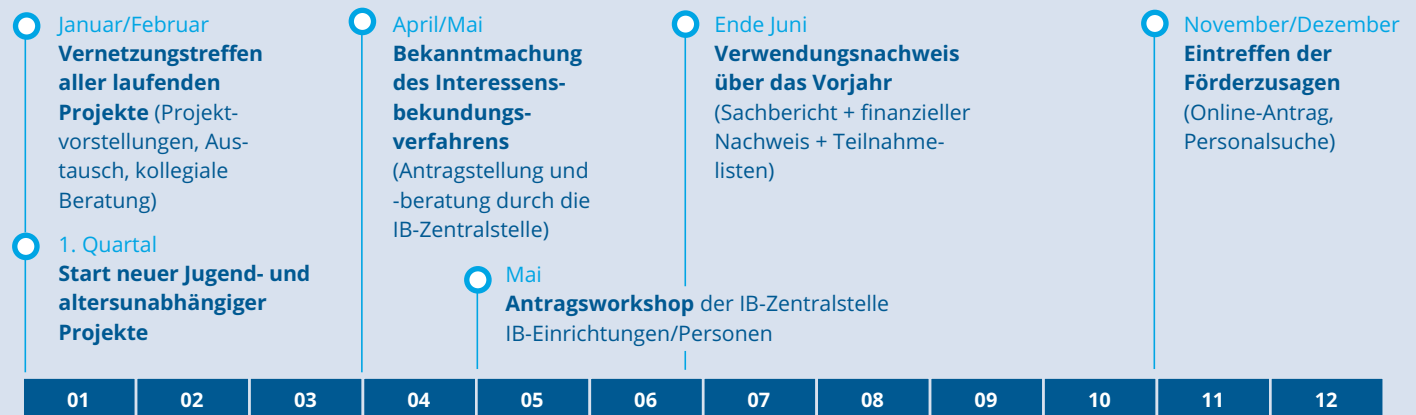 Januar/Februar
Vernetzungstreffen
aller laufenden
Projekte (Projekt-
vorstellungen, Aus-
tausch, kollegiale
Beratung)
1. Quartal
Start neuer Jugend- und
altersunabhängiger
Projekte
April/Mai
Bekanntmachung
des Interessens-
bekundungs-
verfahrens
(Antragstellung und
-beratung durch die
IB-Zentralstelle)
Mai
Antragsworkshop der IB-Zentralstelle
IB-Einrichtungen/Personen
Ende Juni
Verwendungsnachweis
über das Vorjahr
(Sachbericht + finanzieller
Nachweis + Teilnahme-
listen)
November/Dezember
Eintreffen der
Förderzusagen
(Online-Antrag,
Personalsuche)
01 02 03 04 05 06 07 08 09 10 11 12